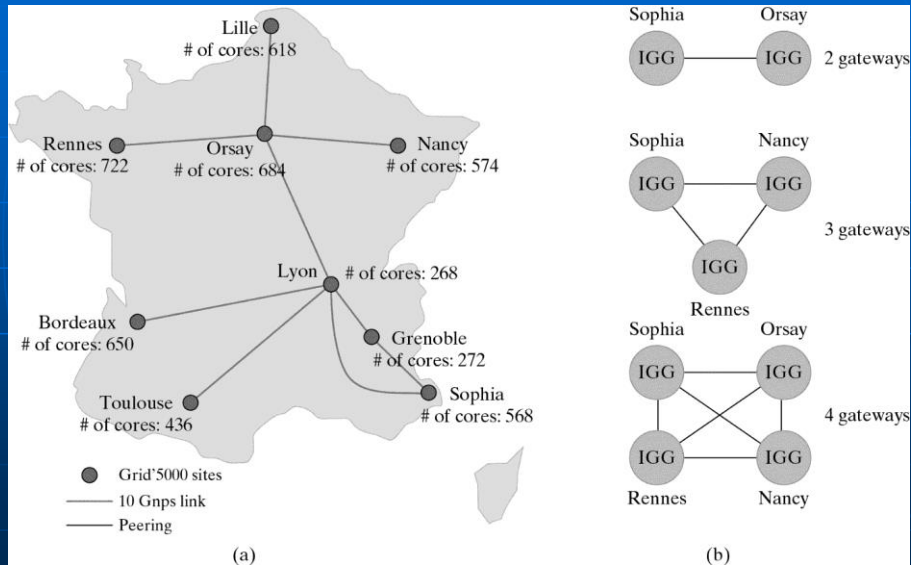 Lille
# of cores: 618
Rennes
# of cores: 722
Orsay
# of cores: 684
Nancy
# of cores: 574
Lyon
# of cores: 268
Bordeaux
# of cores: 650
Grenoble
# of cores: 272
Toulouse
# of cores: 436
Sophia
# of cores: 568
Grid'5000 sites
10 Gnps link
Peering
(a)
Sophia Orsay
IGG IGG 2 gateways
Sophia Nancy
IGG IGG
3 gateways
IGG
Rennes
Sophia Orsay
IGG IGG
4 gateways
IGG IGG
Rennes Nancy
(b)